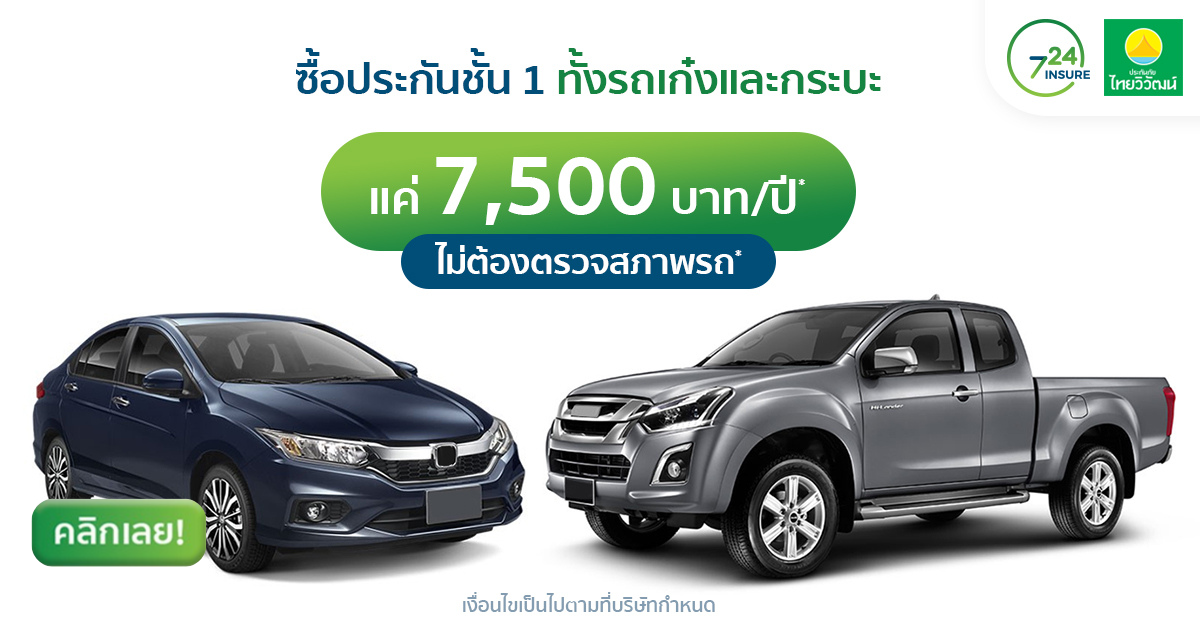 ซื้อประกันชั้น 1 ทั้งรถเก๋งและกระบะ
724
INSURE
ประกันภัย
ไทยวิวัฒน์
แค่ 7,500 บาท/ปี*
ไม่ต้องตรวจสภาพรถ*
Hi-Lander
คลิกเลย!
เงื่อนไขเป็นไปตามที่บริษัทกำหนด